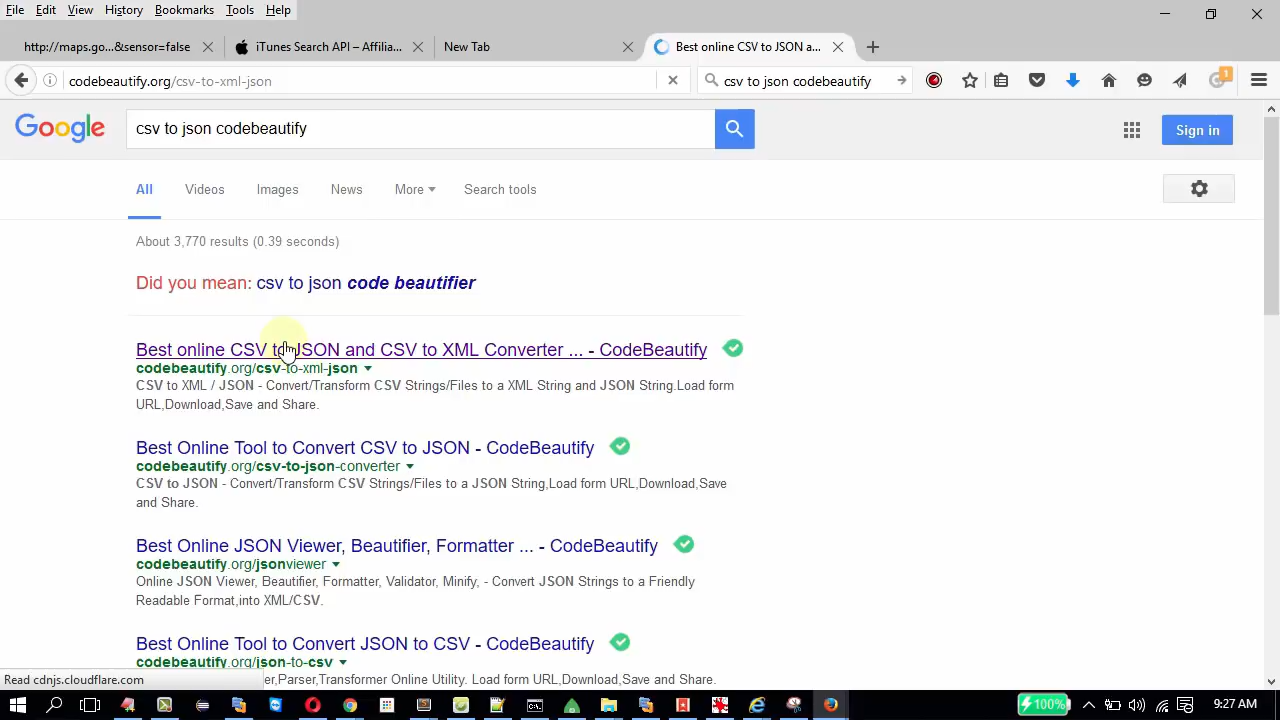 File Edit View History Bookmarks Tools Help
http://maps.go...&sensor=false
iTunes Search API – Affilia...
New Tab
Best online CSV to JSON a...
codebeautify.org/csv-to-xml-json
csv to json codebeautify
1
Google
csv to json codebeautify
Sign in
All Videos Images News More Search tools
About 3,770 results (0.39 seconds)
Did you mean: csv to json code beautifier
Best online CSV to JSON and CSV to XML Converter ... - CodeBeautify
codebeautify.org/csv-to-xml-json
CSV to XML / JSON - Convert/Transform CSV Strings/Files to a XML String and JSON String.Load form
URL,Download,Save and Share.
Best Online Tool to Convert CSV to JSON - CodeBeautify
codebeautify.org/csv-to-json-converter
CSV to JSON - Convert/Transform CSV Strings/Files to a JSON String,Load form URL,Download,Save
and Share.
Best Online JSON Viewer, Beautifier, Formatter ... - CodeBeautify
codebeautify.org/jsonviewer
Online JSON Viewer, Beautifier, Formatter, Validator, Minify, - Convert JSON Strings to a Friendly
Readable Format,into XML/CSV.
Best Online Tool to Convert JSON to CSV - CodeBeautify
codebeautify.org/json-to-csv
er,Parser,Transformer Online Utility. Load form URL,Download,Save and Share.
Read cdnjs.cloudflare.com
100%
9:27 AM